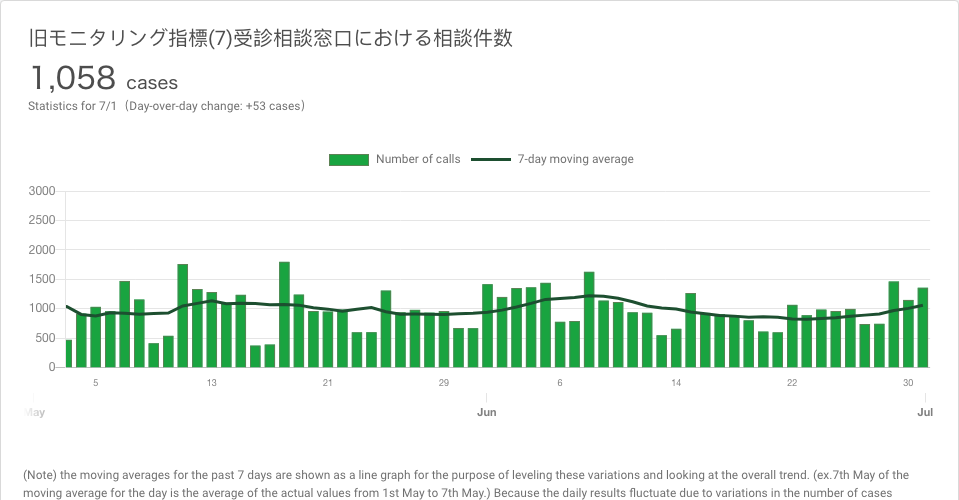 旧モニタリング指標(7)受診相談窓口における相談件数
1,058 cases
Statistics for 7/1（Day-over-day change: +53 cases）
Number of calls 7-day moving average
3000
2500
2000
1500
1000
500
0
5 13 21 29 6 14 22 30
May Jun Jul
(Note) the moving averages for the past 7 days are shown as a line graph for the purpose of leveling these variations and looking at the overall trend. (ex.7th May of the
moving average for the day is the average of the actual values from 1st May to 7th May.) Because the daily results fluctuate due to variations in the number of cases